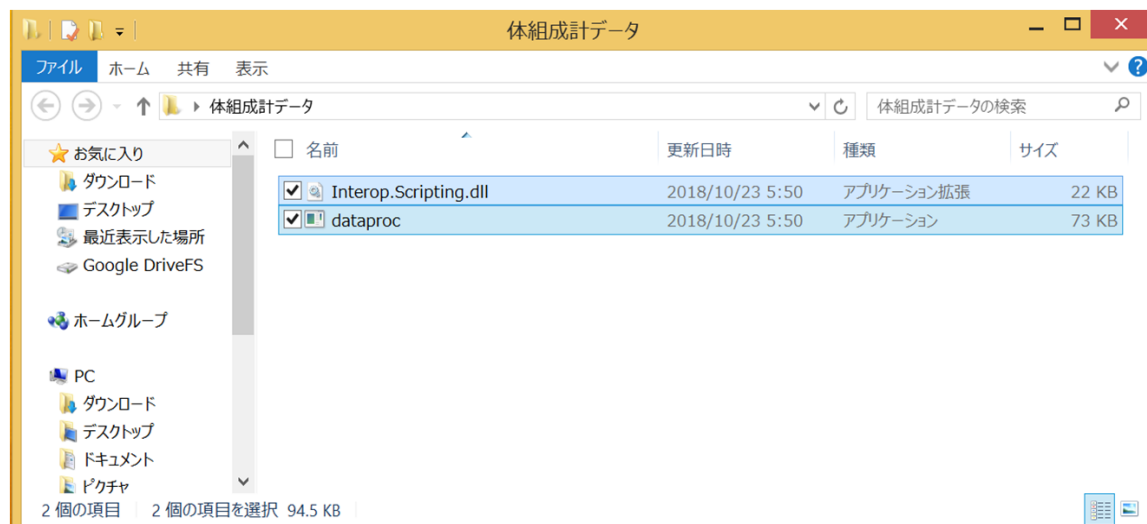 体組成計データ
ファイル ホーム 共有 表示
体組成計データ 体組成計データの検索
お気に入り
ダウンロード
デスクトップ
最近表示した場所
Google DriveFS
ホームグループ
PC
ダウンロード
デスクトップ
ドキュメント
ピクチャ
名前 更新日時 種類 サイズ
Interop.Scripting.dll 2018/10/23 5:50 アプリケーション拡張 22 KB
dataproc 2018/10/23 5:50 アプリケーション 73 KB
2 個の項目 2 個の項目を選択 94.5 KB